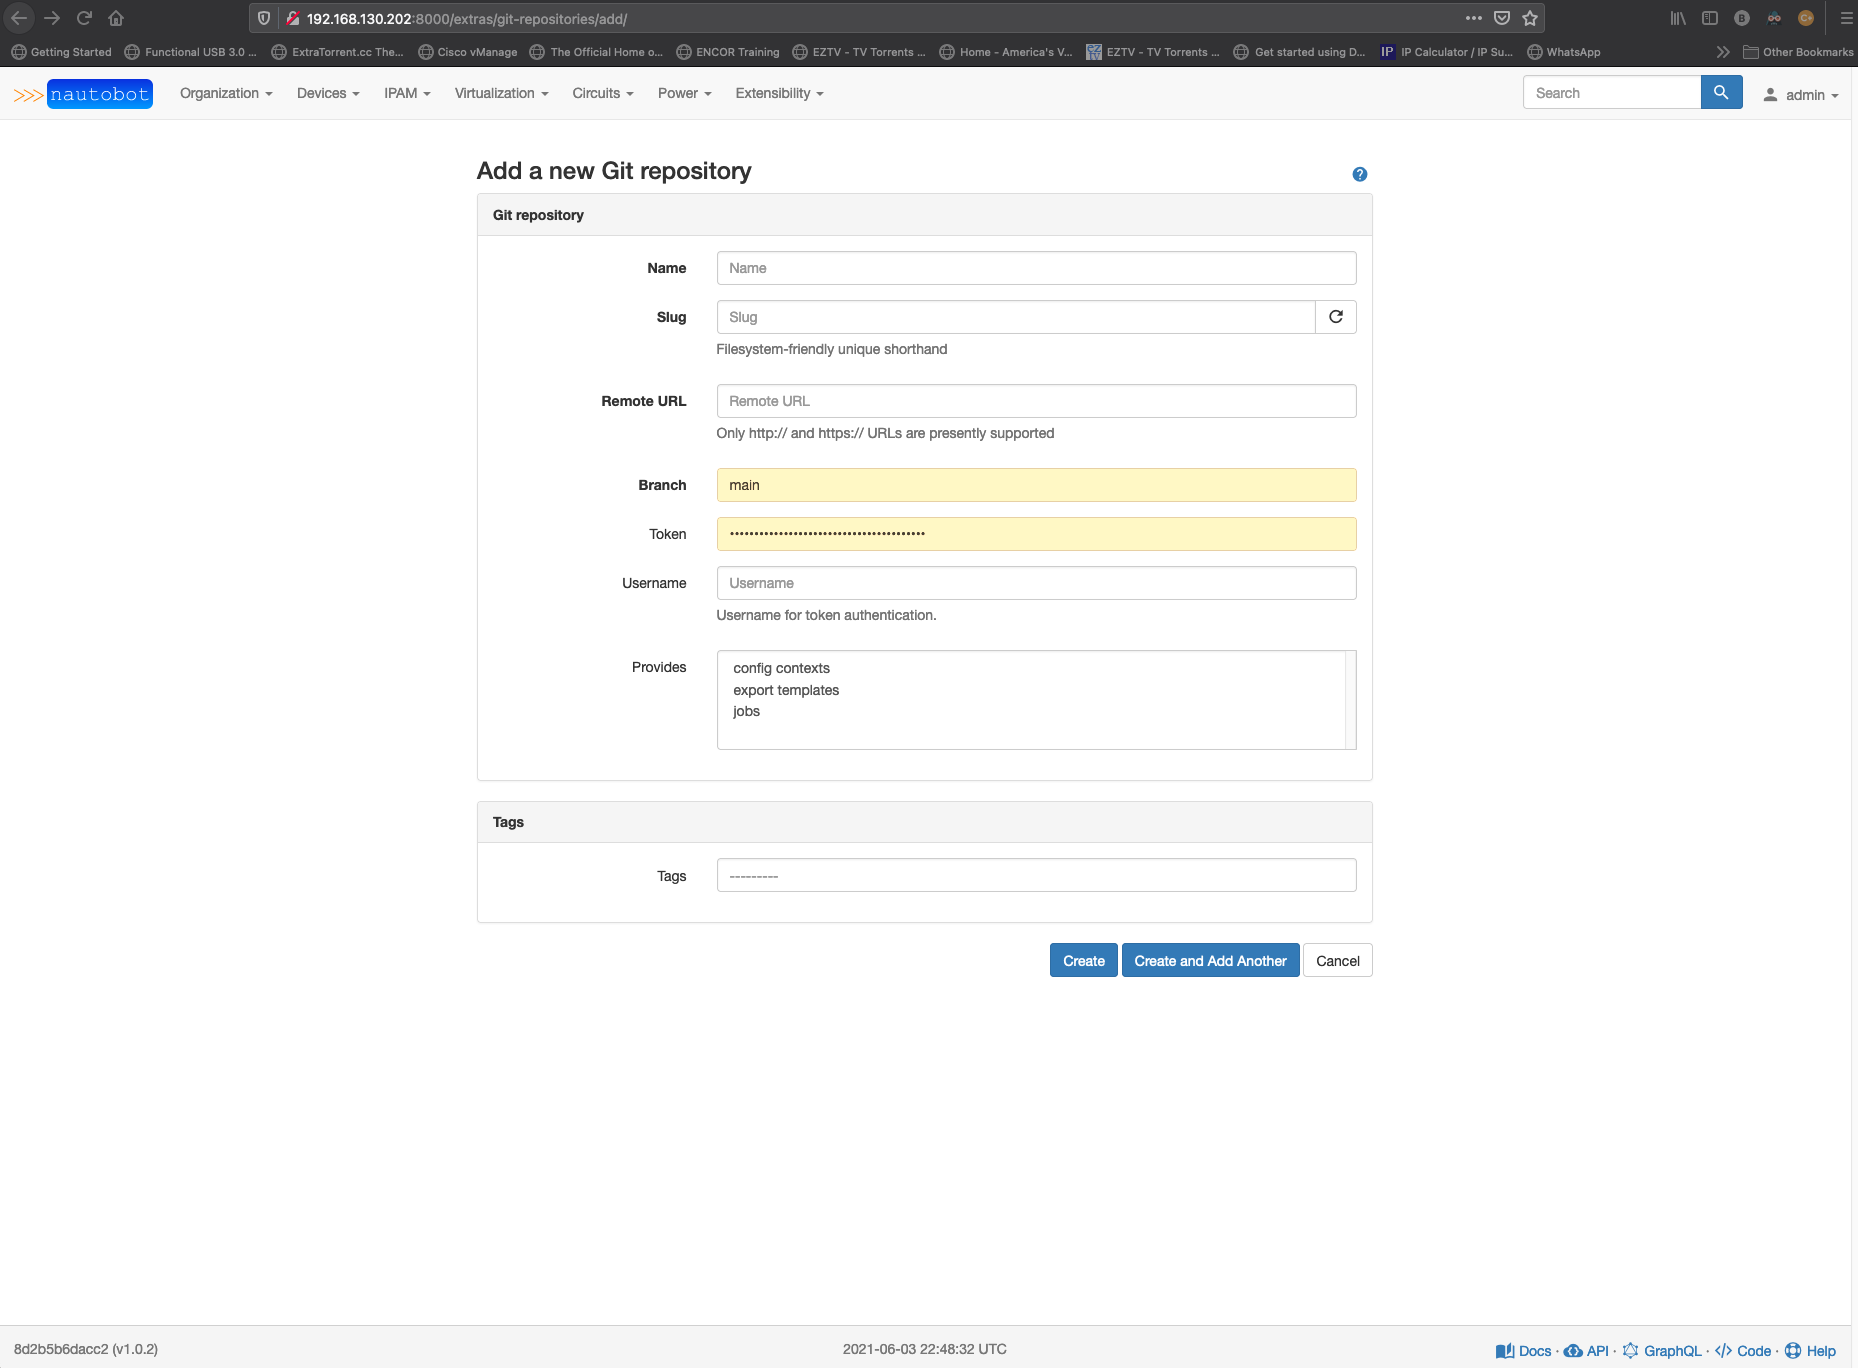 192.168.130.202:8000/extras/git-repositories/add/
Getting Started Functional USB 3.0 ... ExtraTorrent.cc The... Cisco vManage The Official Home o... ENCOR Training EZTV - TV Torrents ... Home - America's V... EZTV - TV Torrents ... Get started using D... IP IP Calculator / IP Su... WhatsApp Other Bookmarks
>>> nautobot Organization Devices IPAM Virtualization Circuits Power Extensibility Search admin
Add a new Git repository
Git repository
Name Name
Slug Slug
Filesystem-friendly unique shorthand
Remote URL Remote URL
Only http:// and https:// URLs are presently supported
Branch main
Token ••••••••••••••••••••••••••••••••••••••••
Username Username
Username for token authentication.
Provides config contexts
export templates
jobs
Tags
Tags ---------
Create Create and Add Another Cancel
8d2b5b6dacc2 (v1.0.2) 2021-06-03 22:48:32 UTC Docs · API · GraphQL · </> Code · Help